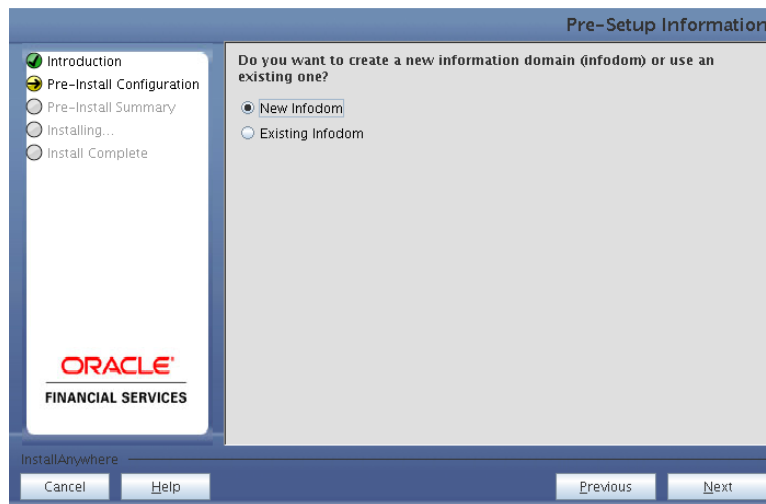 Pre-Setup Information
Introduction
Pre-Install Configuration
Pre-Install Summary
Installing...
Install Complete
Do you want to create a new information domain (infodom) or use an
existing one?
New Infodom
Existing Infodom
ORACLE
FINANCIAL SERVICES
InstallAnywhere
Cancel
Help
Previous
Next